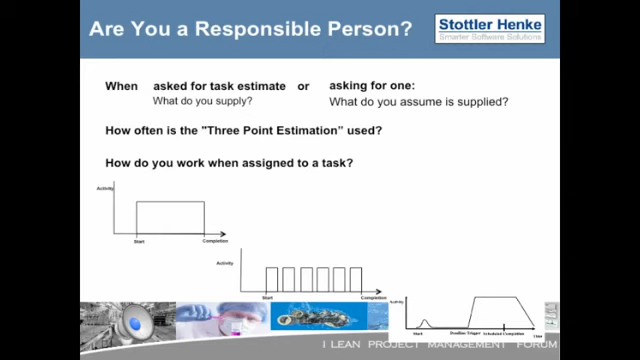 Are You a Responsible Person?
Stottler Henke
Smarter Software Solutions
When asked for task estimate or asking for one:
What do you supply? What do you assume is supplied?
How often is the "Three Point Estimation" used?
How do you work when assigned to a task?
Activity
Start Completion
Activity
Start Completion
Activity
Start Deadline Trigger Scheduled Completion Time
I LEAN PROJECT MANAGEMENT FORUM